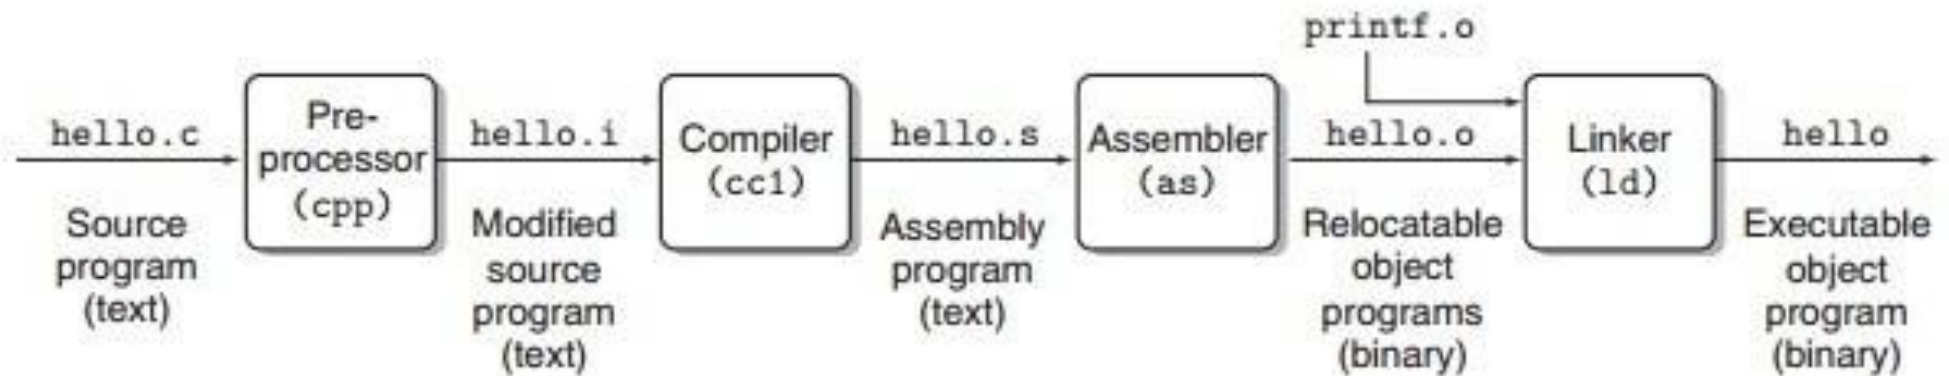 printf.o
hello.c
Pre-
processor
(cpp)
hello.i
Compiler
(cc1)
hello.s
Assembler
(as)
hello.o
Linker
(ld)
hello
Source
program
(text)
Modified
source
program
(text)
Assembly
program
(text)
Relocatable
object
programs
(binary)
Executable
object
program
(binary)